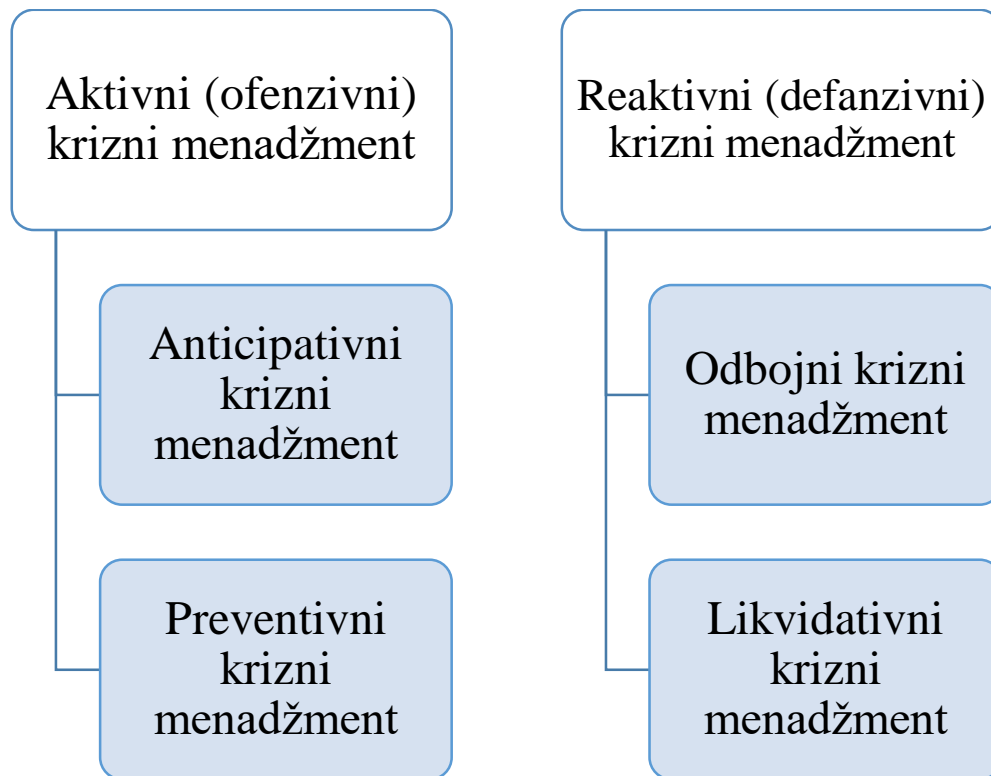 Aktivni (ofenzivni)
krizni menadžment
Anticipativni
krizni
menadžment
Preventivni
krizni
menadžment
Reaktivni (defanzivni)
krizni menadžment
Odbojni krizni
menadžment
Likvidativni
krizni
menadžment